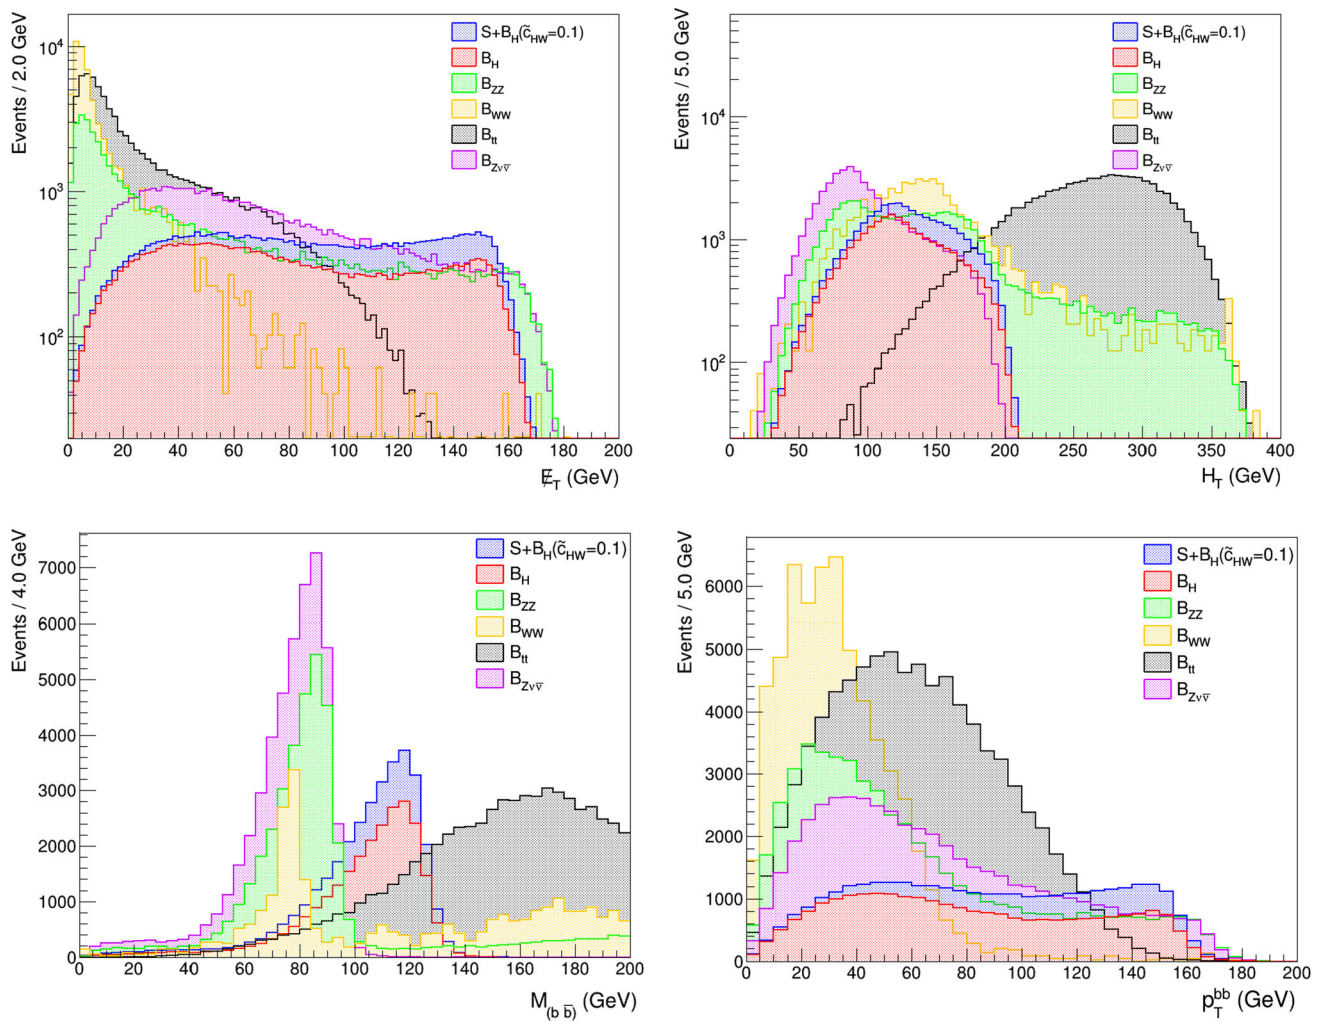 Events / 2.0 GeV
10⁴
10³
10²
S+B_H(c̃_HW=0.1)
B_H
B_ZZ
B_WW
B_tt
B_Zνν̄
0 20 40 60 80 100 120 140 160 180 200
E̸_T (GeV)
Events / 5.0 GeV
10⁴
10³
10²
S+B_H(c̃_HW=0.1)
B_H
B_ZZ
B_WW
B_tt
B_Zνν̄
0 50 100 150 200 250 300 350 400
H_T (GeV)
Events / 4.0 GeV
7000
6000
5000
4000
3000
2000
1000
0
S+B_H(c̃_HW=0.1)
B_H
B_ZZ
B_WW
B_tt
B_Zνν̄
0 20 40 60 80 100 120 140 160 180 200
M_(b b̄) (GeV)
Events / 5.0 GeV
6000
5000
4000
3000
2000
1000
0
S+B_H(c̃_HW=0.1)
B_H
B_ZZ
B_WW
B_tt
B_Zνν̄
0 20 40 60 80 100 120 140 160 180 200
p_T^bb (GeV)